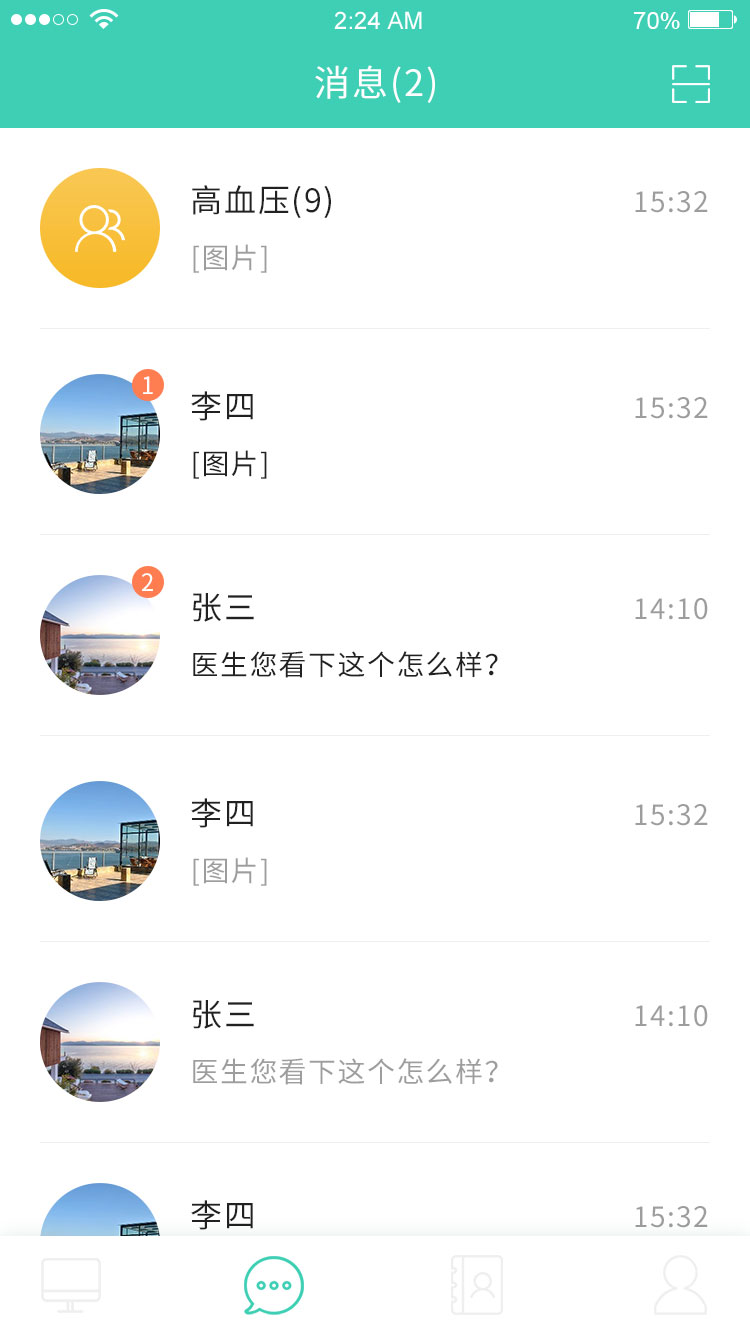 2:24 AM 70%
消息(2)
高血压(9) 15:32
[图片]
1
李四 15:32
[图片]
2
张三 14:10
医生您看下这个怎么样?
李四 15:32
[图片]
张三 14:10
医生您看下这个怎么样?
李四 15:32